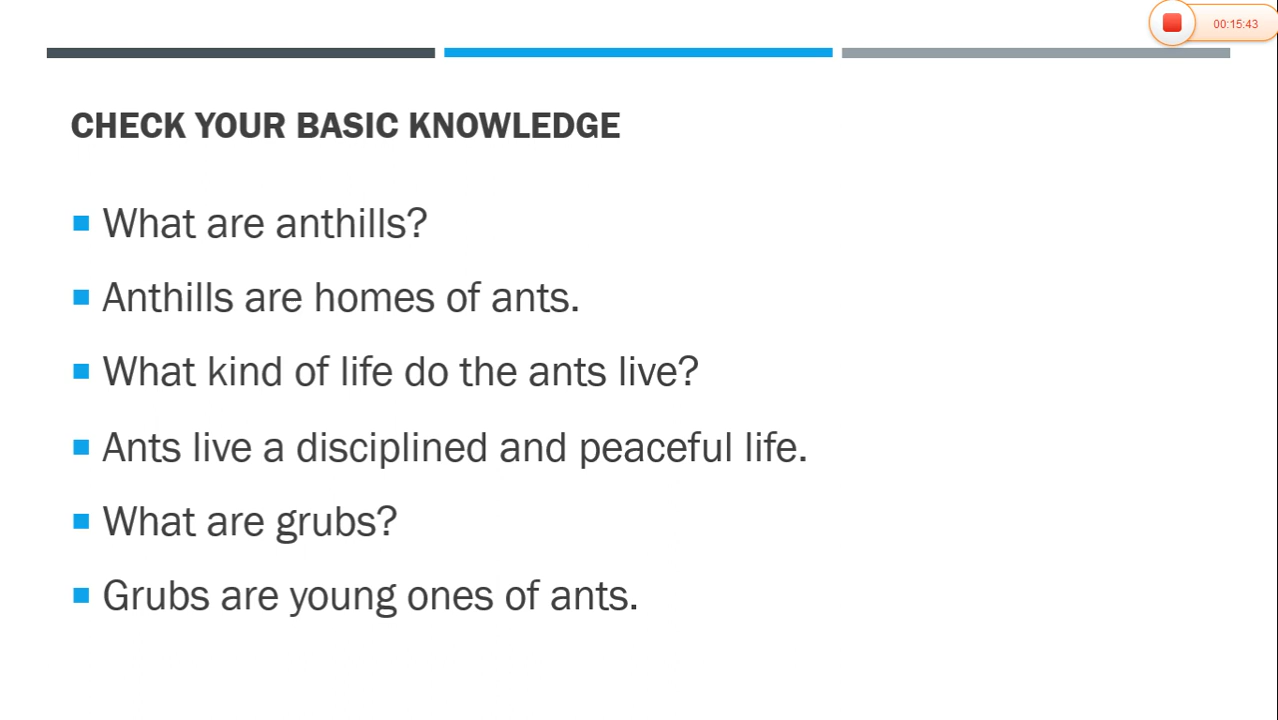 00:15:43
CHECK YOUR BASIC KNOWLEDGE
What are anthills?
Anthills are homes of ants.
What kind of life do the ants live?
Ants live a disciplined and peaceful life.
What are grubs?
Grubs are young ones of ants.